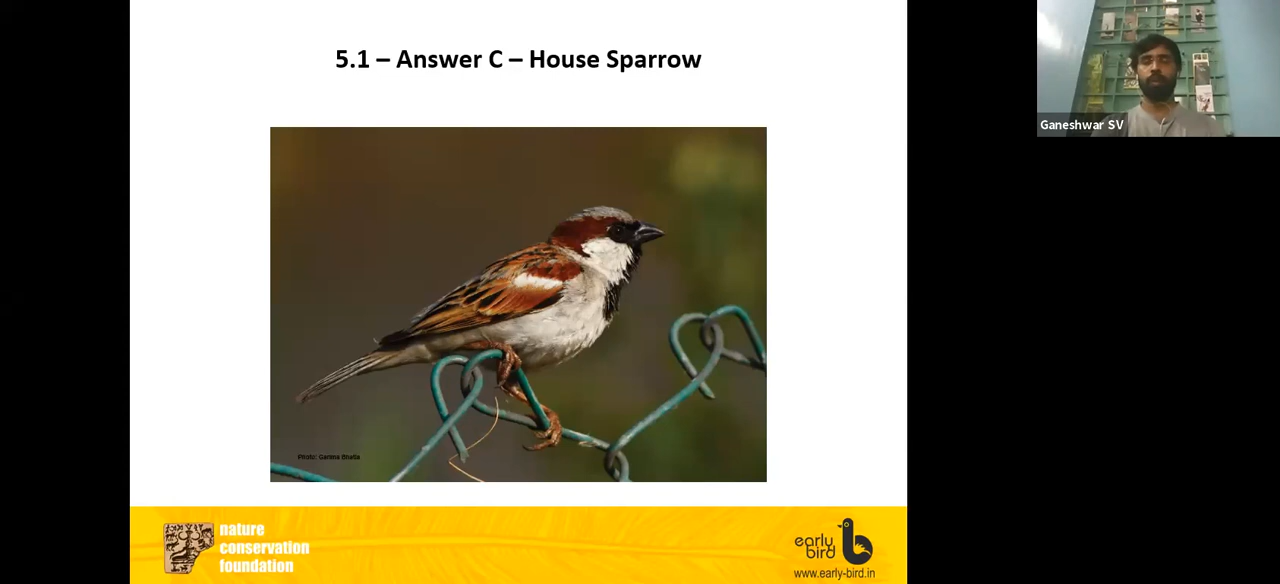 5.1 – Answer C – House Sparrow
Ganeshwar SV
Photo: Garima Bhatia
nature
conservation
foundation
early
bird
www.early-bird.in